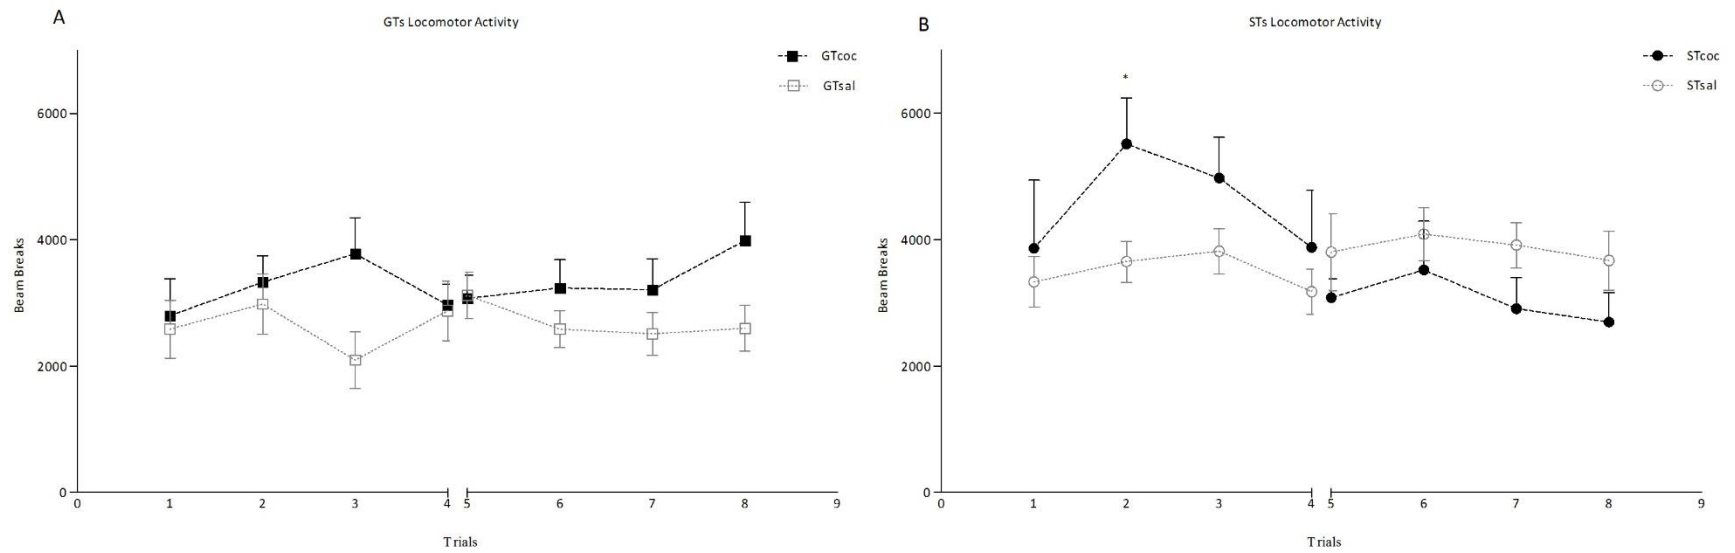 A
GTs Locomotor Activity
GTcoc
GTsal
6000
4000
2000
0
Beam Breaks
0 1 2 3 4 5 6 7 8 9
Trials
B
STs Locomotor Activity
STcoc
STsal
*
6000
4000
2000
0
Beam Breaks
0 1 2 3 4 5 6 7 8 9
Trials